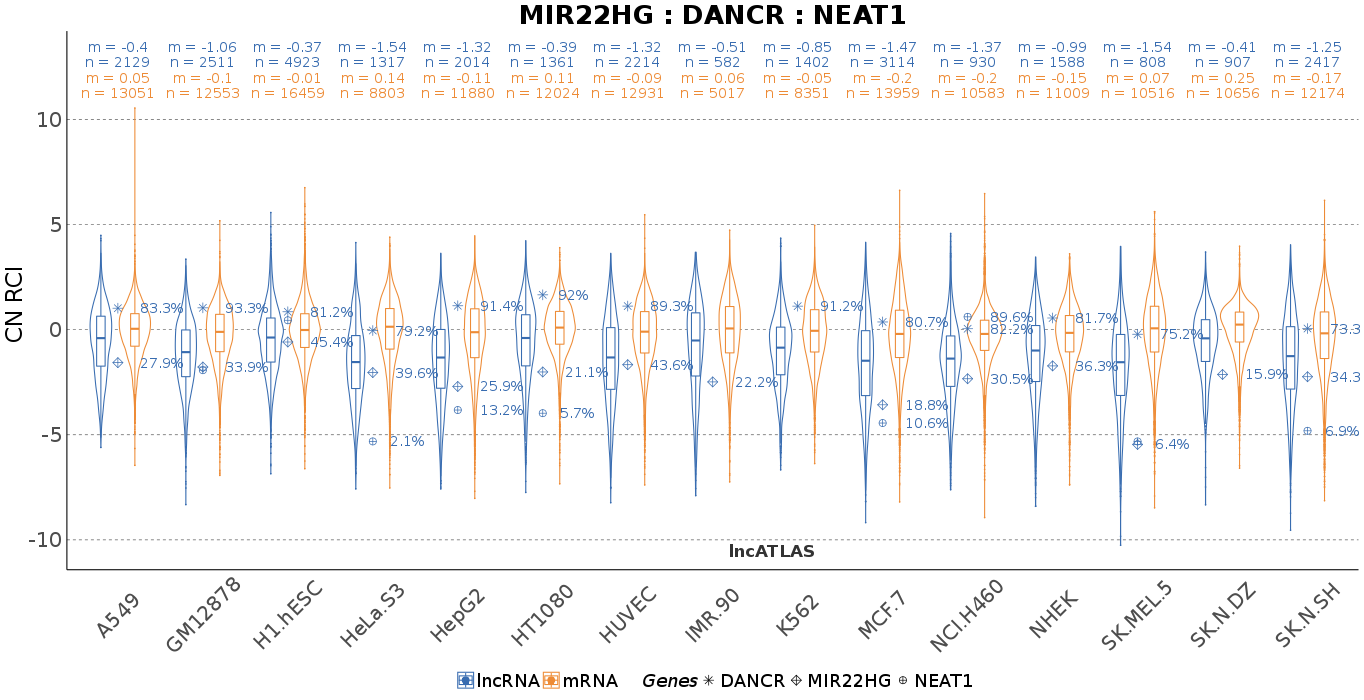 MIR22HG : DANCR : NEAT1
m = -0.4 m = -1.06 m = -0.37 m = -1.54 m = -1.32 m = -0.39 m = -1.32 m = -0.51 m = -0.85 m = -1.47 m = -1.37 m = -0.99 m = -1.54 m = -0.41 m = -1.25
n = 2129 n = 2511 n = 4923 n = 1317 n = 2014 n = 1361 n = 2214 n = 582 n = 1402 n = 3114 n = 930 n = 1588 n = 808 n = 907 n = 2417
m = 0.05 m = -0.1 m = -0.01 m = 0.14 m = -0.11 m = 0.11 m = -0.09 m = 0.06 m = -0.05 m = -0.2 m = -0.2 m = -0.15 m = 0.07 m = 0.25 m = -0.17
n = 13051 n = 12553 n = 16459 n = 8803 n = 11880 n = 12024 n = 12931 n = 5017 n = 8351 n = 13959 n = 10583 n = 11009 n = 10516 n = 10656 n = 12174
10
5
0
-5
-10
CN RCI
83.3% 93.3% 81.2% 79.2% 91.4% 92% 89.3% 91.2% 80.7% 89.6% 82.2% 81.7% 75.2% 73.3
27.9% 33.9% 45.4% 39.6% 25.9% 21.1% 43.6% 22.2% 18.8% 30.5% 36.3% 15.9% 34.3
2.1% 13.2% 5.7% 10.6% 6.4% 6.9%
lncATLAS
A549 GM12878 H1.hESC HeLa.S3 HepG2 HT1080 HUVEC IMR.90 K562 MCF.7 NCI.H460 NHEK SK.MEL.5 SK.N.DZ SK.N.SH
lncRNA mRNA Genes DANCR MIR22HG NEAT1